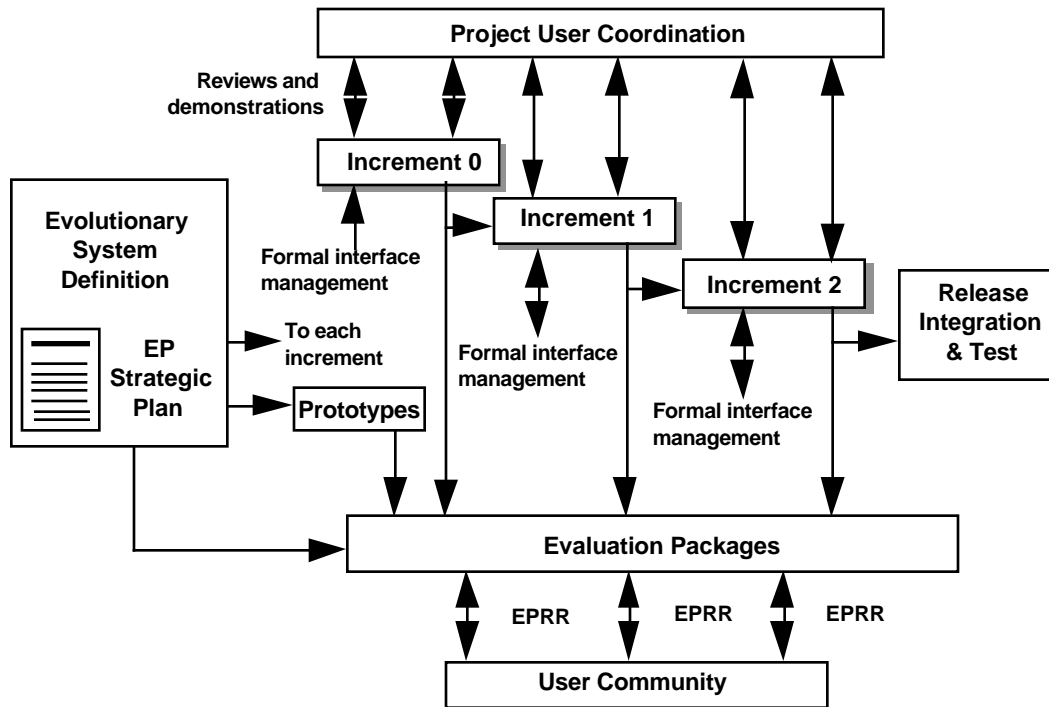 Project User Coordination
Reviews and
demonstrations
Increment 0
Evolutionary
System
Definition
EP
Strategic
Plan
Formal interface
management
Increment 1
Increment 2
Release
Integration
& Test
To each
increment
Formal interface
management
Prototypes
Formal interface
management
Evaluation Packages
EPRR
EPRR
EPRR
User Community